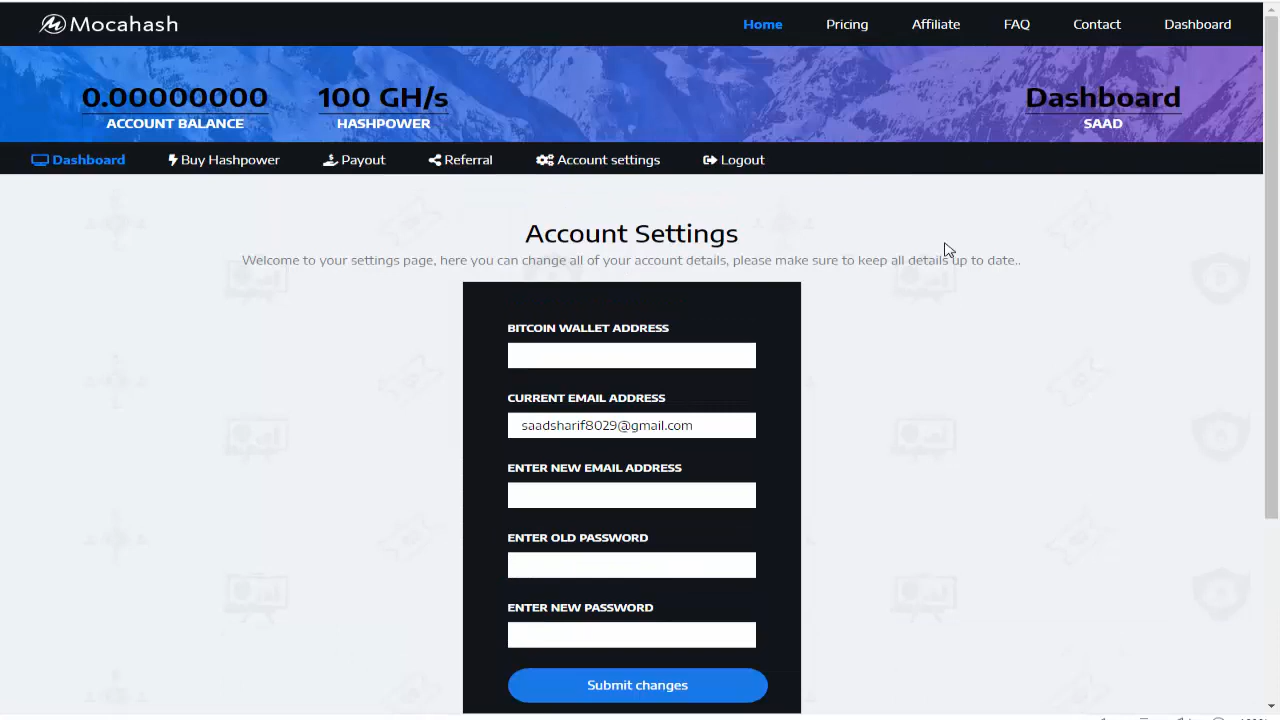 Mocahash
Home Pricing Affiliate FAQ Contact Dashboard
0.00000000 100 GH/s Dashboard
ACCOUNT BALANCE HASHPOWER SAAD
Dashboard Buy Hashpower Payout Referral Account settings Logout
Account Settings
Welcome to your settings page, here you can change all of your account details, please make sure to keep all details up to date..
BITCOIN WALLET ADDRESS
CURRENT EMAIL ADDRESS
saadsharif8029@gmail.com
ENTER NEW EMAIL ADDRESS
ENTER OLD PASSWORD
ENTER NEW PASSWORD
Submit changes